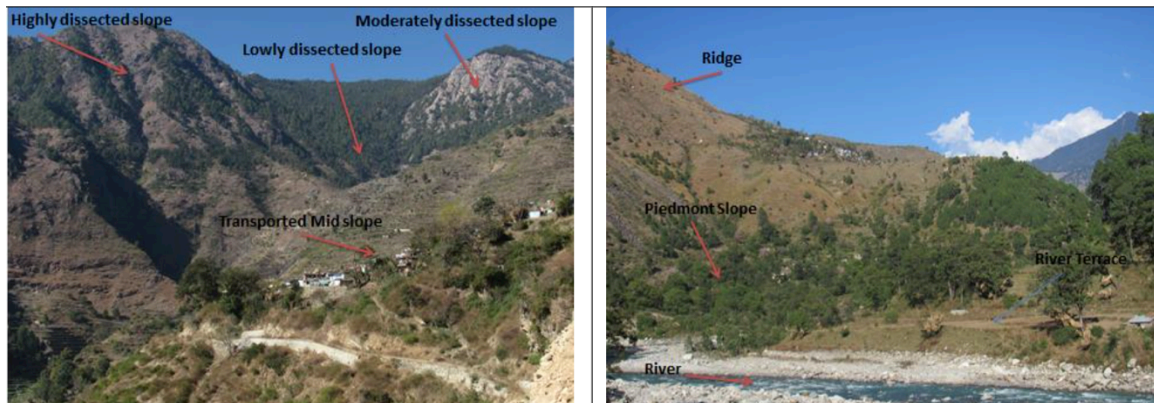 Highly dissected slope
Moderately dissected slope
Lowly dissected slope
Transported Mid slope
Ridge
Piedmont Slope
River Terrace
River